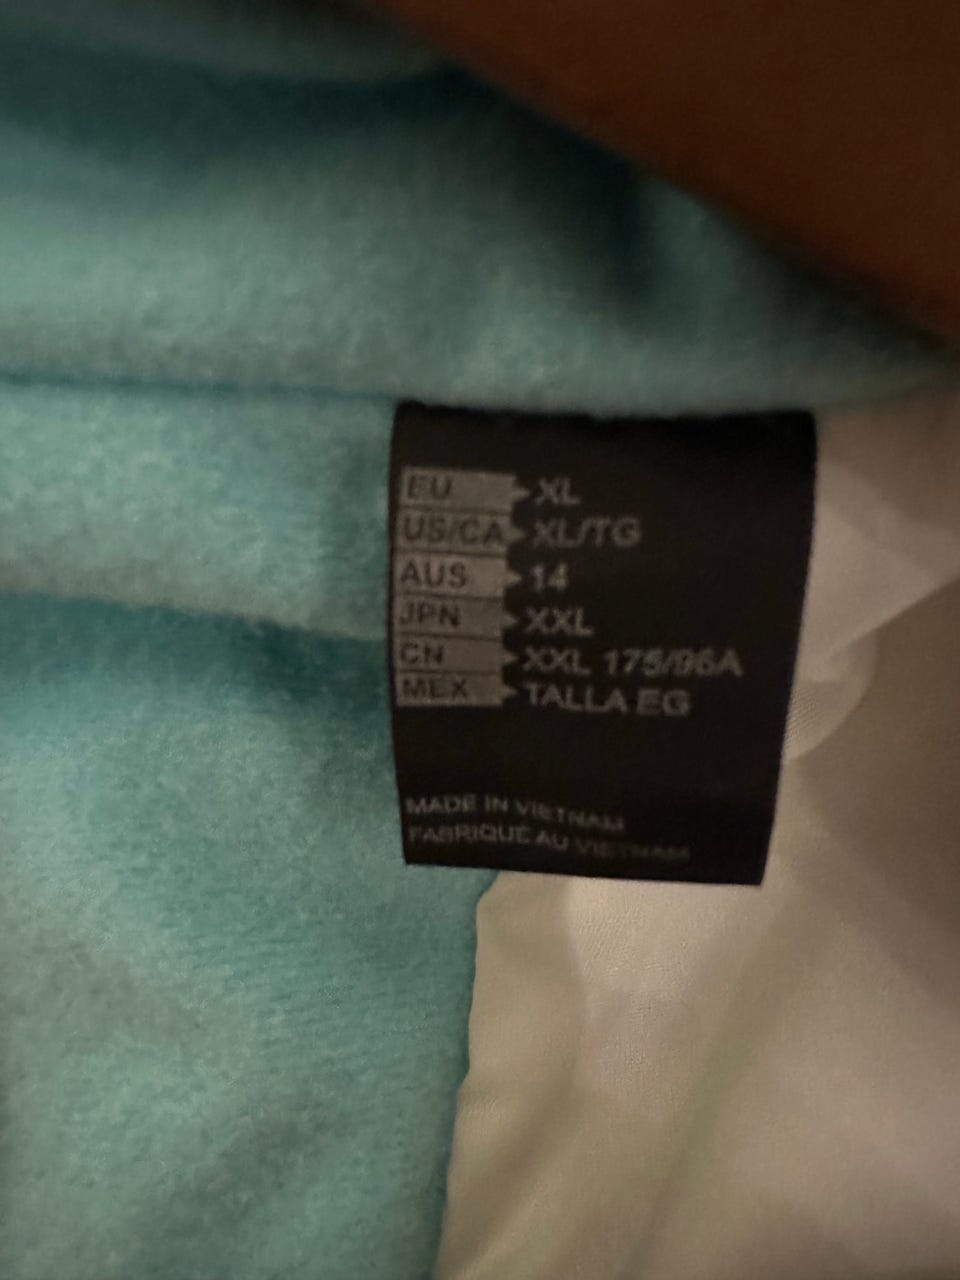 EU XL
US/CA XL/TG
AUS 14
JPN XXL
CN XXL 175/96A
MEX TALLA EG
MADE IN VIETNAM
FABRIQUÉ AU VIETNAM